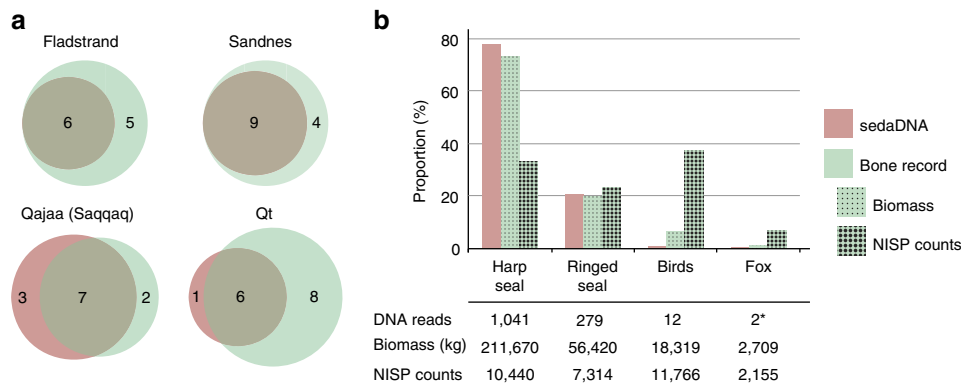 a
Fladstrand
Sandnes
6 5
9 4
Qajaa (Saqqaq)
Qt
3 7 2
1 6 8
b
Proportion (%)
80
60
40
20
0
Harp seal
Ringed seal
Birds
Fox
sedaDNA
Bone record
Biomass
NISP counts
DNA reads 1,041 279 12 2*
Biomass (kg) 211,670 56,420 18,319 2,709
NISP counts 10,440 7,314 11,766 2,155